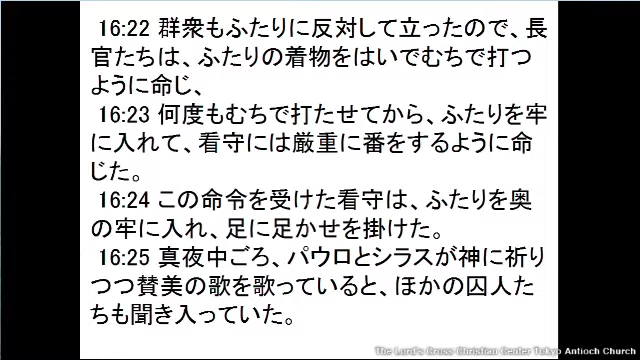 16:22 群衆もふたりに反対して立ったので、長
官たちは、ふたりの着物をはいでむちで打つ
ように命じ、
16:23 何度もむちで打たせてから、ふたりを牢
に入れて、看守には厳重に番をするように命
じた。
16:24 この命令を受けた看守は、ふたりを奥
の牢に入れ、足に足かせを掛けた。
16:25 真夜中ごろ、パウロとシラスが神に祈り
つつ賛美の歌を歌っていると、ほかの囚人た
ちも聞き入っていた。
The Lord's Cross Christian Center Tokyo Antioch Church